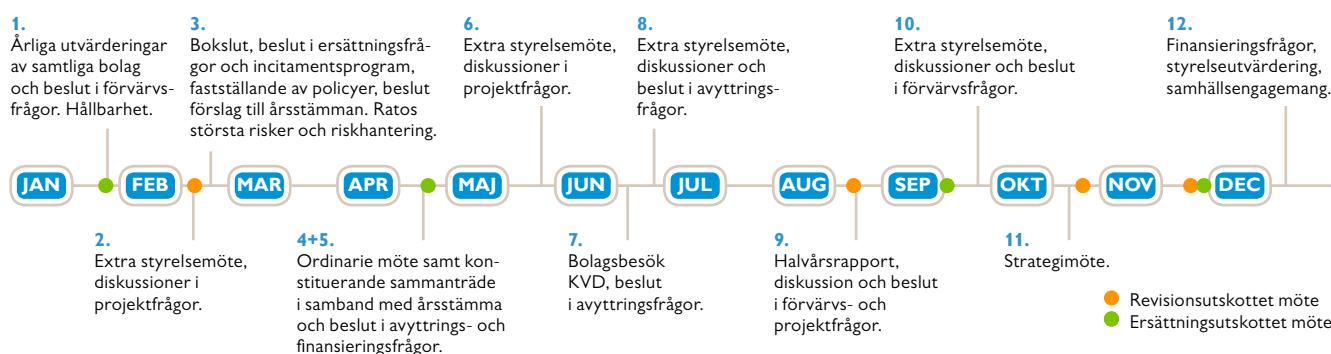 1.
Årliga utvärderingar
av samtliga bolag
och beslut i förvärvs-
frågor. Hållbarhet.
3.
Bokslut, beslut i ersättningsfrå-
gor och incitamentsprogram,
fastställande av policyer, beslut
förslag till årsstämman. Ratos
största risker och riskhantering.
6.
Extra styrelsemöte,
diskussioner i
projektfrågor.
8.
Extra styrelsemöte,
diskussioner och
beslut i avyttrings-
frågor.
10.
Extra styrelsemöte,
diskussioner och beslut
i förvärvsfrågor.
12.
Finansieringsfrågor,
styrelseutvärdering,
samhällsengagemang.
JAN FEB MAR APR MAJ JUN JUL AUG SEP OKT NOV DEC
2.
Extra styrelsemöte,
diskussioner i
projektfrågor.
4+5.
Ordinarie möte samt kon-
stituerande sammanträde
i samband med årsstämma
och beslut i avyttrings- och
finansieringsfrågor.
7.
Bolagsbesök
KVD, beslut
i avyttringsfrågor.
9.
Halvårsrapport,
diskussion och beslut
i förvärvs- och
projektfrågor.
11.
Strategimöte.
Revisionsutskottet möte
Ersättningsutskottet möte